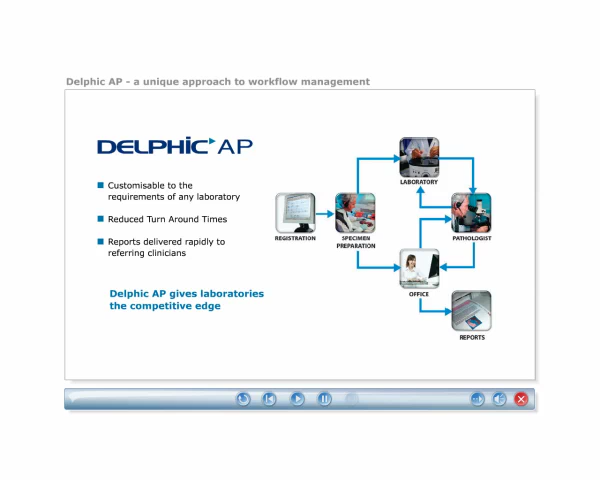 Delphic AP - a unique approach to workflow management
DELPHIC AP
Customisable to the
requirements of any laboratory
Reduced Turn Around Times
Reports delivered rapidly to
referring clinicians
Delphic AP gives laboratories
the competitive edge
LABORATORY
REGISTRATION
SPECIMEN
PREPARATION
PATHOLOGIST
OFFICE
REPORTS